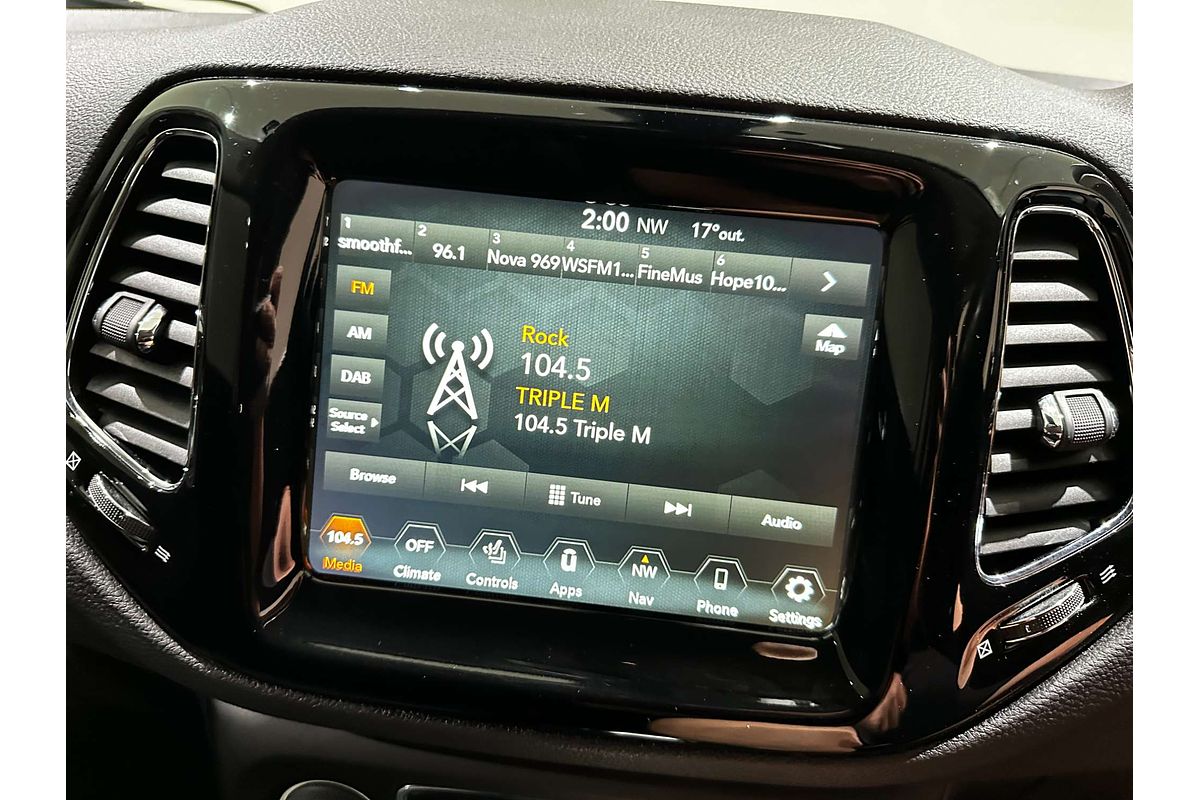 2:00 NW 17°out.
1 smoothf... 2 96.1 3 Nova 969 4 WSFM1... 5 FineMus 6 Hope10...
FM
AM
DAB
Source
Select
Rock
104.5
TRIPLE M
104.5 Triple M
Map
Browse Tune Audio
104.5 OFF NW
Media Climate Controls Apps Nav Phone Settings